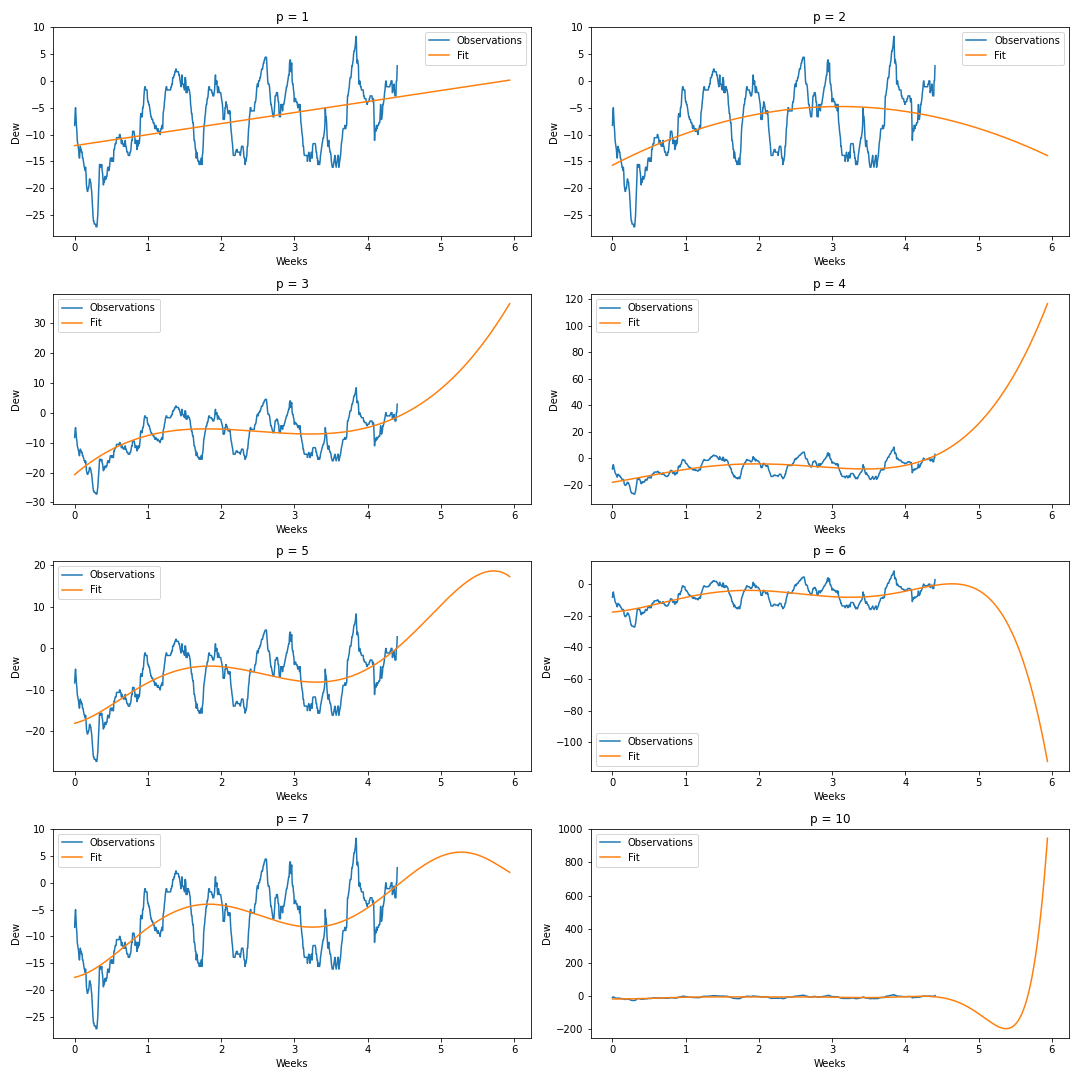 p = 1
10
5
0
−5
−10
−15
−20
−25
Dew
Observations
Fit
0 1 2 3 4 5 6
Weeks
p = 2
10
5
0
−5
−10
−15
−20
−25
Dew
Observations
Fit
0 1 2 3 4 5 6
Weeks
p = 3
30
20
10
0
−10
−20
−30
Dew
Observations
Fit
0 1 2 3 4 5 6
Weeks
p = 4
120
100
80
60
40
20
0
−20
Dew
Observations
Fit
0 1 2 3 4 5 6
Weeks
p = 5
20
10
0
−10
−20
Dew
Observations
Fit
0 1 2 3 4 5 6
Weeks
p = 6
0
−20
−40
−60
−80
−100
Dew
Observations
Fit
0 1 2 3 4 5 6
Weeks
p = 7
10
5
0
−5
−10
−15
−20
−25
Dew
Observations
Fit
0 1 2 3 4 5 6
Weeks
p = 10
1000
800
600
400
200
0
−200
Dew
Observations
Fit
0 1 2 3 4 5 6
Weeks